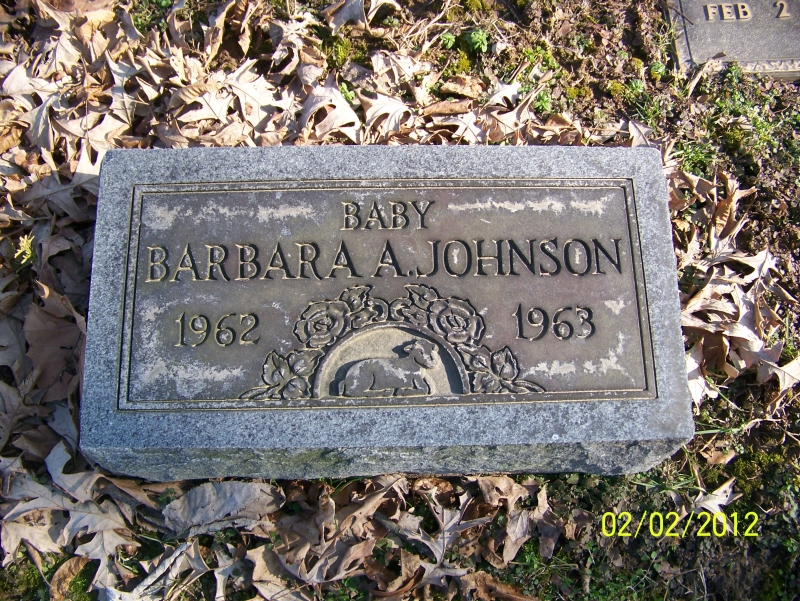 FEB 2
BABY
BARBARA A. JOHNSON
1962 1963
02/02/2012